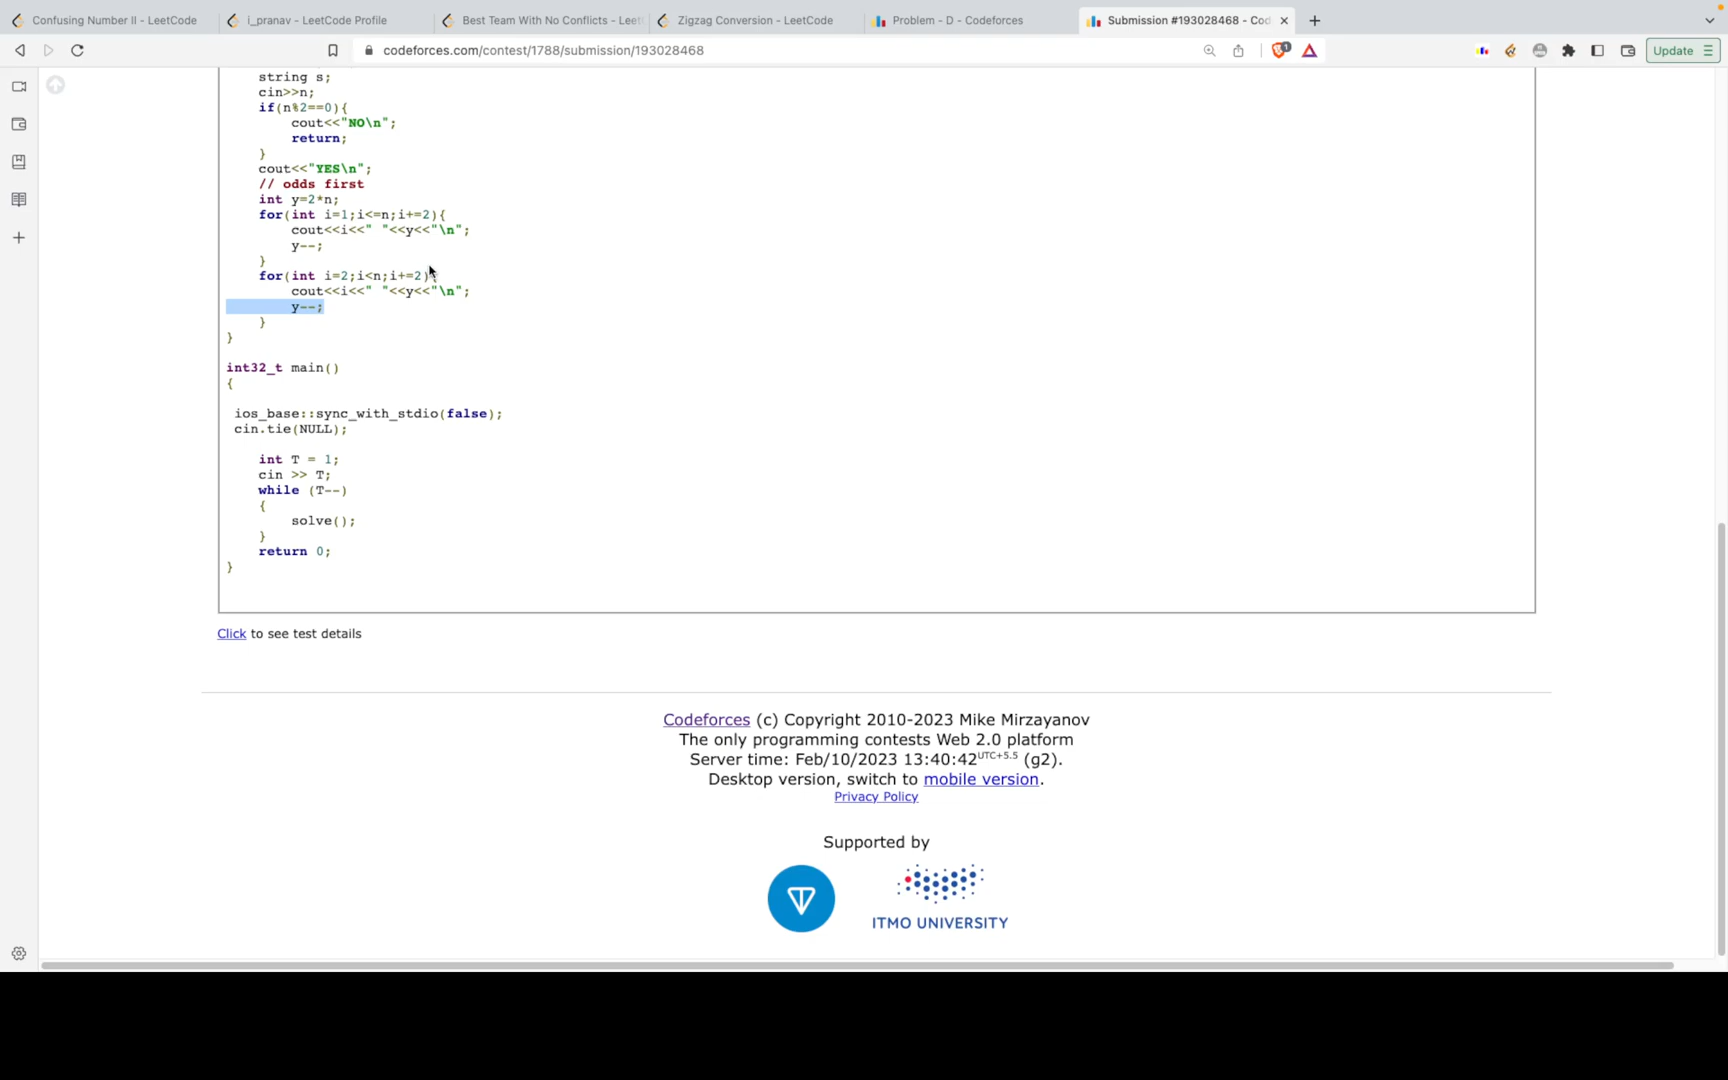 Confusing Number II - LeetCode
i_pranav - LeetCode Profile
Best Team With No Conflicts - Leet
Zigzag Conversion - LeetCode
Problem - D - Codeforces
Submission #193028468 - Cod
codeforces.com/contest/1788/submission/193028468
1
Update
string s;
cin>>n;
if(n%2==0){
cout<<"NO\n";
return;
}
cout<<"YES\n";
// odds first
int y=2*n;
for(int i=1;i<=n;i+=2){
cout<<i<<" "<<y<<"\n";
y--;
}
for(int i=2;i<n;i+=2){
cout<<i<<" "<<y<<"\n";
y--;
}
}
int32_t main()
{
ios_base::sync_with_stdio(false);
cin.tie(NULL);
int T = 1;
cin >> T;
while (T--)
{
solve();
}
return 0;
}
Click to see test details
Codeforces (c) Copyright 2010-2023 Mike Mirzayanov
The only programming contests Web 2.0 platform
Server time: Feb/10/2023 13:40:42UTC+5.5 (g2).
Desktop version, switch to mobile version.
Privacy Policy
Supported by
ITMO UNIVERSITY